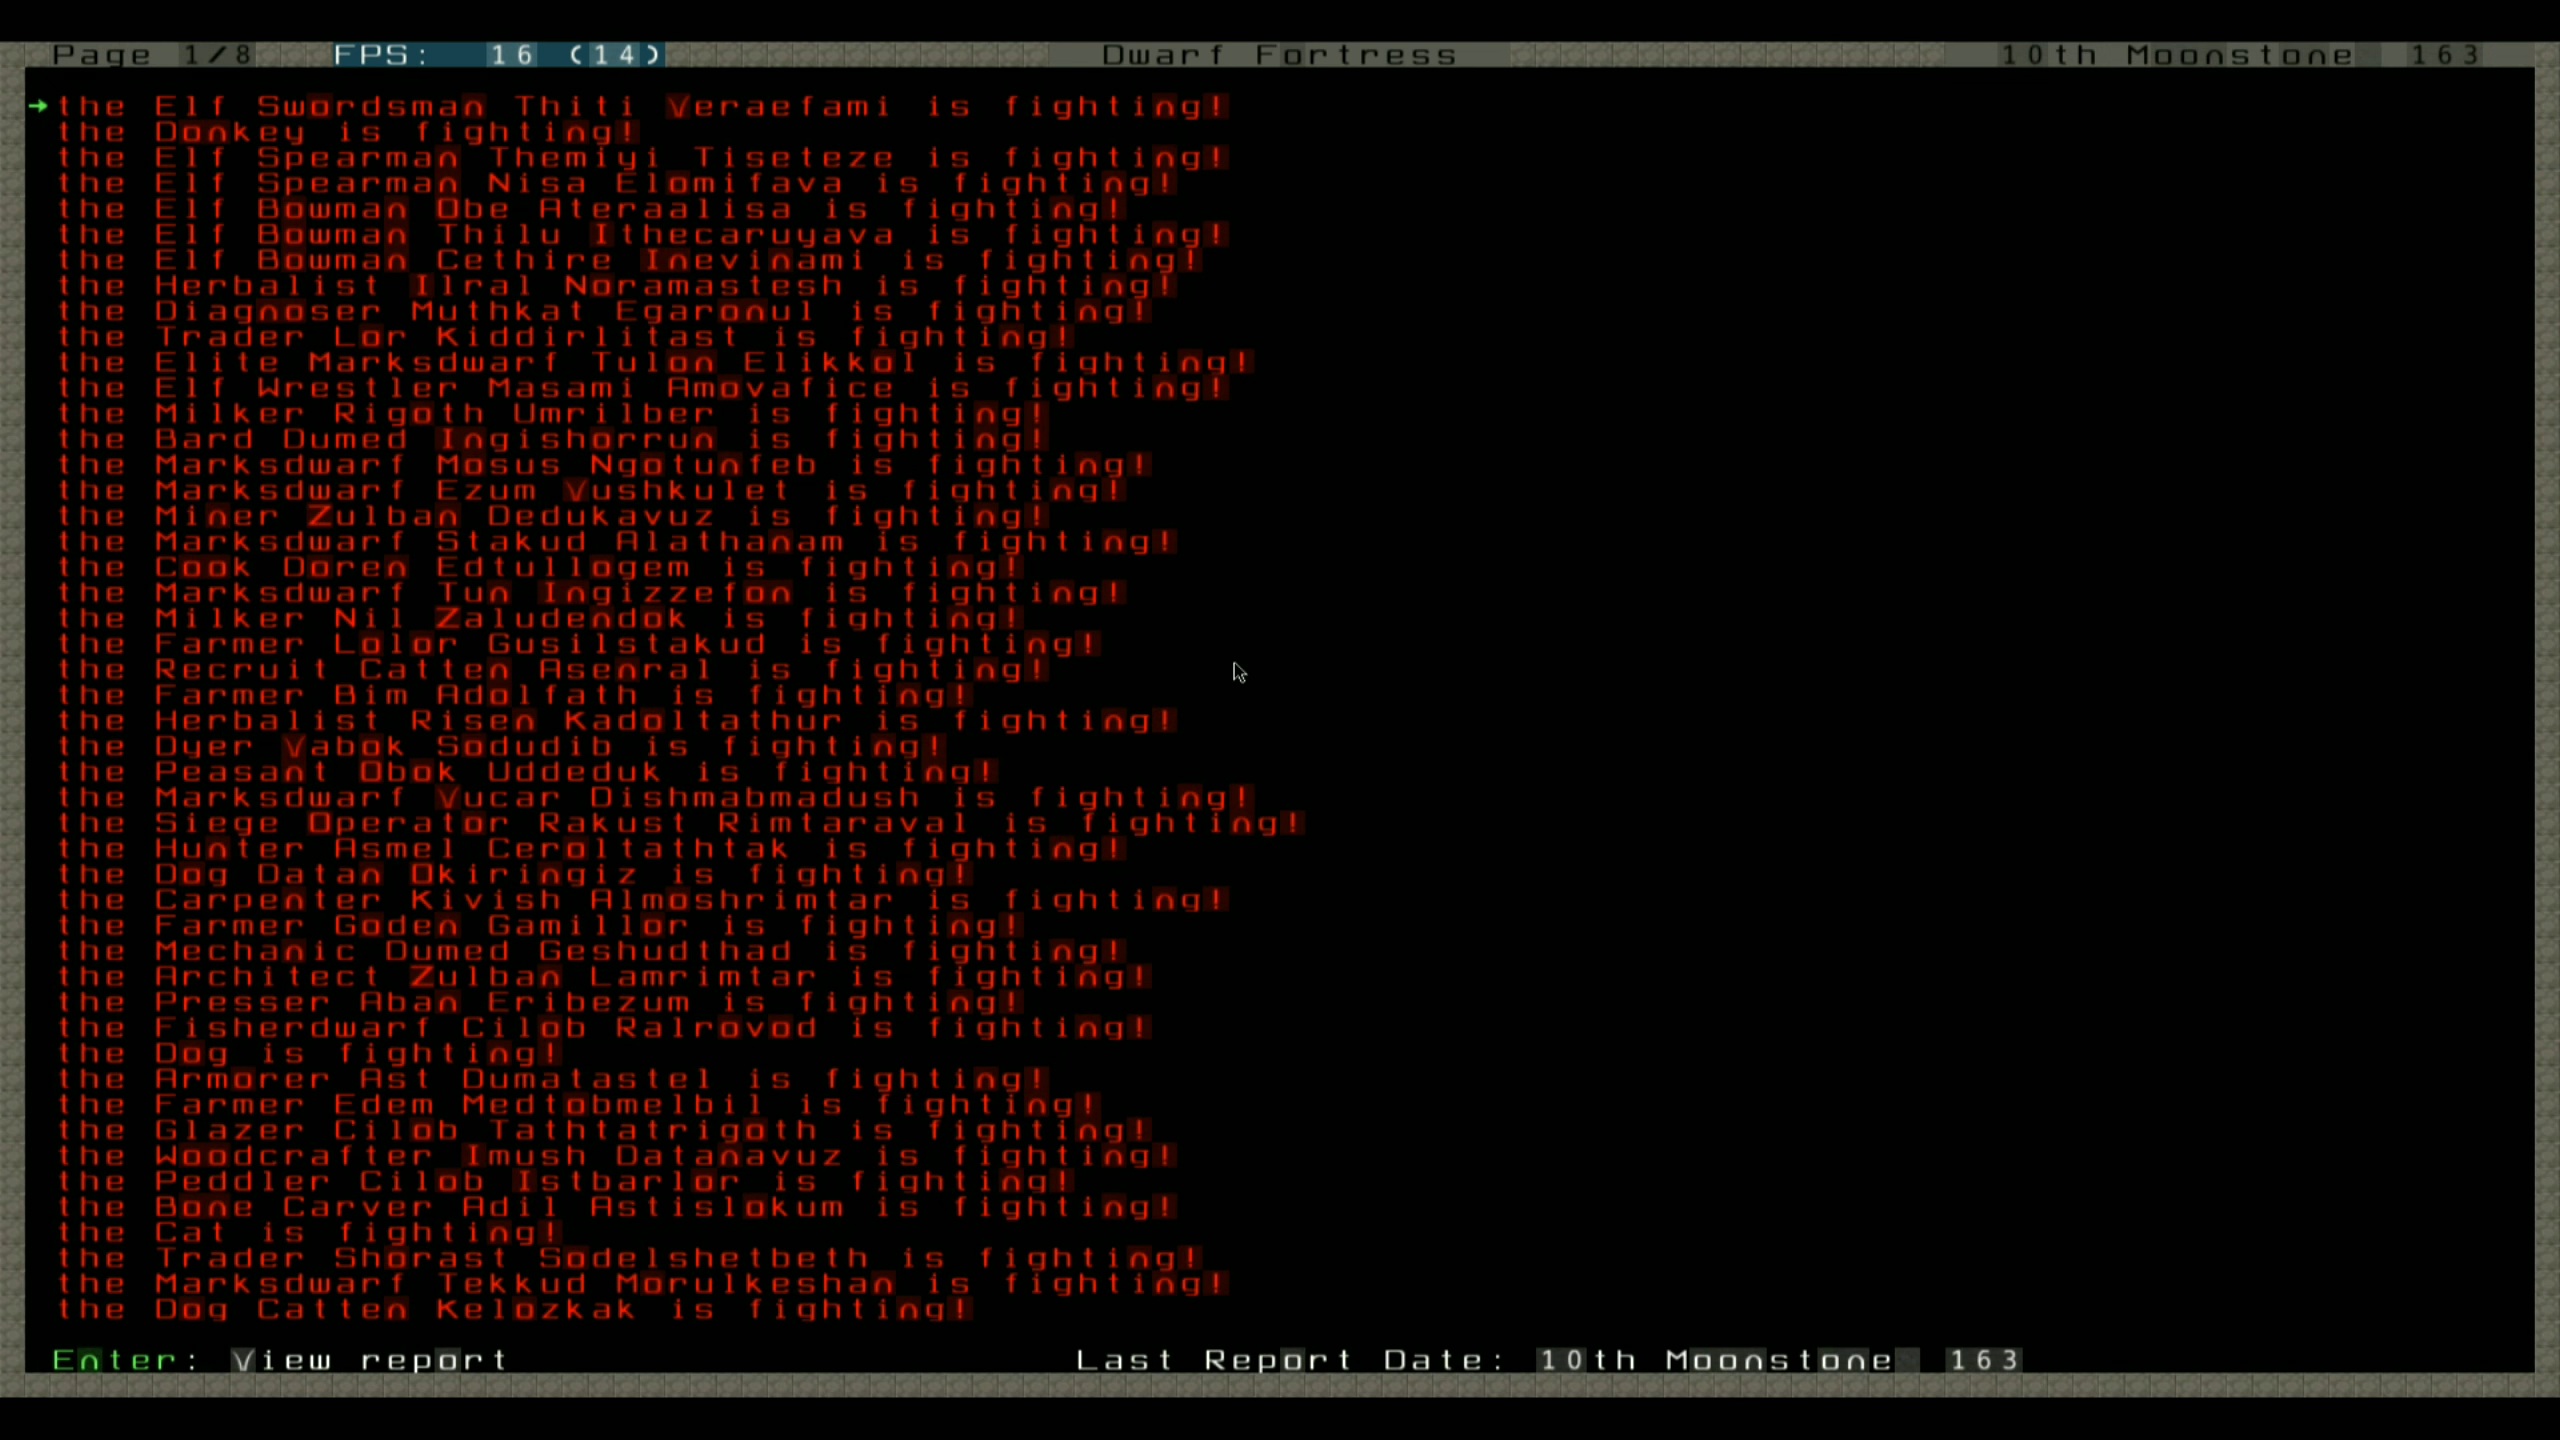 Page 1/8 FPS: 16 (14) Dwarf Fortress 10th Moonstone 163
the Elf Swordsman Thiti Veraefami is fighting!
the Donkey is fighting!
the Elf Spearman Themiyi Tiseteze is fighting!
the Elf Spearman Nisa Elomifava is fighting!
the Elf Bowman Obe Ateraalisa is fighting!
the Elf Bowman Thilu Ithecaruyava is fighting!
the Elf Bowman Cethire Inevinami is fighting!
the Herbalist Ilral Noramastesh is fighting!
the Diagnoser Muthkat Egaronul is fighting!
the Trader Lor Kiddirlitast is fighting!
the Elite Marksdwarf Tulon Elikkol is fighting!
the Elf Wrestler Masami Amovafice is fighting!
the Milker Rigoth Umrilber is fighting!
the Bard Dumed Ingishorrun is fighting!
the Marksdwarf Mosus Ngotunfeb is fighting!
the Marksdwarf Ezum Vushkulet is fighting!
the Miner Zulban Dedukavuz is fighting!
the Marksdwarf Stakud Alathanam is fighting!
the Cook Doren Edtullogem is fighting!
the Marksdwarf Tun Ingizzefon is fighting!
the Milker Nil Zaludendok is fighting!
the Farmer Lolor Gusilstakud is fighting!
the Recruit Catten Asenral is fighting!
the Farmer Bim Adolfath is fighting!
the Herbalist Risen Kadoltathur is fighting!
the Dyer Vabok Sodudib is fighting!
the Peasant Obok Uddeduk is fighting!
the Marksdwarf Vucar Dishmabmadush is fighting!
the Siege Operator Rakust Rimtaraval is fighting!
the Hunter Asmel Ceroltathtak is fighting!
the Dog Datan Okiringiz is fighting!
the Carpenter Kivish Almoshrimtar is fighting!
the Farmer Goden Gamillor is fighting!
the Mechanic Dumed Geshudthad is fighting!
the Architect Zulban Lamrimtar is fighting!
the Presser Aban Eribezum is fighting!
the Fisherdwarf Cilob Ralrovod is fighting!
the Dog is fighting!
the Armorer Ast Dumatastel is fighting!
the Farmer Edem Medtobmelbil is fighting!
the Glazer Cilob Tathtatrigoth is fighting!
the Woodcrafter Imush Datanavuz is fighting!
the Peddler Cilob Istbarlor is fighting!
the Bone Carver Adil Astislokum is fighting!
the Cat is fighting!
the Trader Shorast Sodelshetbeth is fighting!
the Marksdwarf Tekkud Morulkeshan is fighting!
the Dog Catten Kelozkak is fighting!
Enter: View report Last Report Date: 10th Moonstone 163